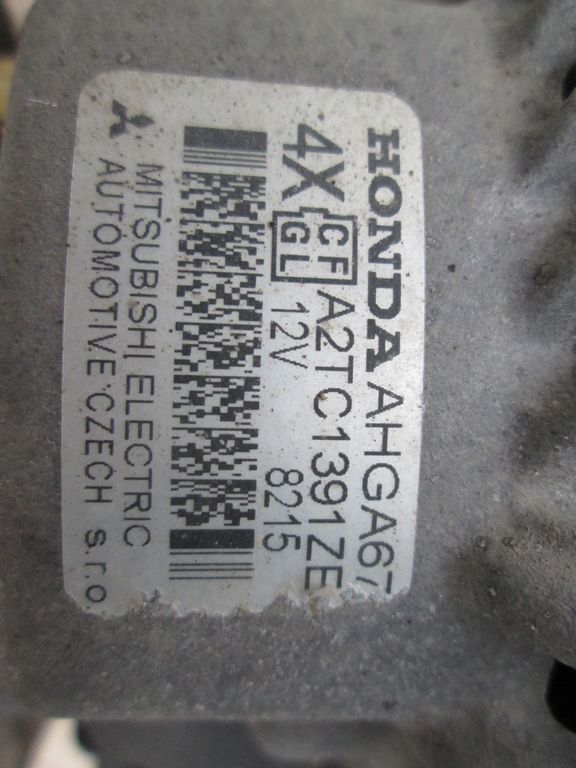 HONDA AHGA67
4X CF GL A2TC1391ZE
12V 8215
MITSUBISHI ELECTRIC
AUTOMOTIVE CZECH s.r.o